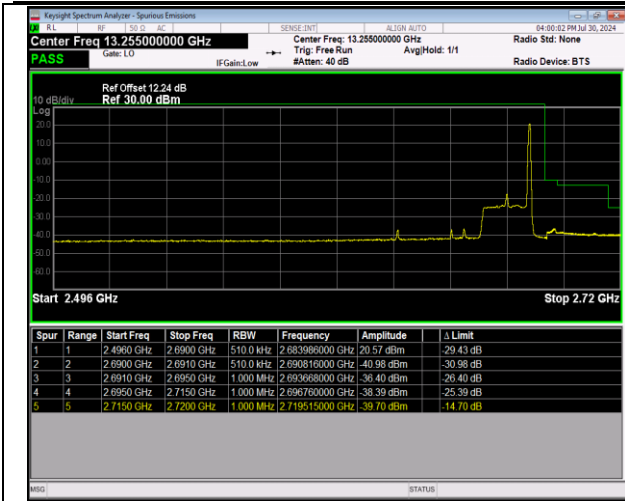 Keysight Spectrum Analyzer - Spurious Emissions
RL RF 50 Ω AC SENSE:INT ALIGN AUTO 04:00:02 PM Jul 30, 2024
Center Freq 13.255000000 GHz Center Freq: 13.255000000 GHz Radio Std: None
PASS Gate: LO Trig: Free Run Avg|Hold: 1/1
IFGain:Low #Atten: 40 dB Radio Device: BTS
Ref Offset 12.24 dB
10 dB/div Ref 30.00 dBm
Log
20.0
10.0
0.00
-10.0
-20.0
-30.0
-40.0
-50.0
-60.0
Start 2.496 GHz Stop 2.72 GHz
Spur Range Start Freq Stop Freq RBW Frequency Amplitude Δ Limit
1 1 2.4960 GHz 2.6900 GHz 510.0 kHz 2.683986000 GHz 20.57 dBm -29.43 dB
2 2 2.6900 GHz 2.6910 GHz 510.0 kHz 2.690816000 GHz -40.98 dBm -30.98 dB
3 3 2.6910 GHz 2.6950 GHz 1.000 MHz 2.693668000 GHz -36.40 dBm -26.40 dB
4 4 2.6950 GHz 2.7150 GHz 1.000 MHz 2.696760000 GHz -38.39 dBm -25.39 dB
5 5 2.7150 GHz 2.7200 GHz 1.000 MHz 2.719515000 GHz -39.70 dBm -14.70 dB
MSG STATUS